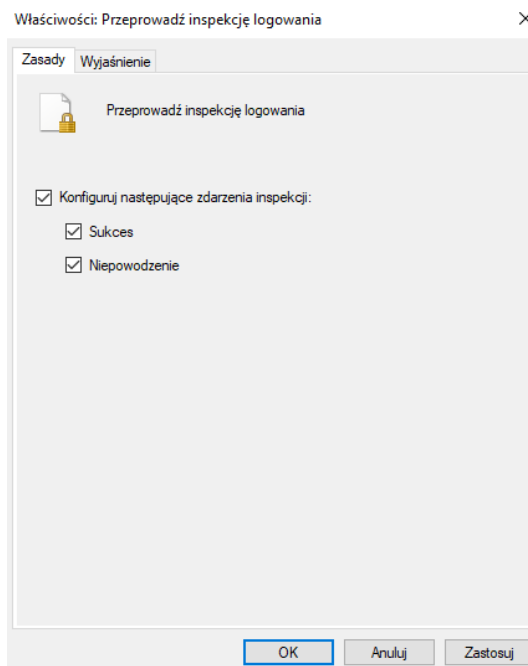 Właściwości: Przeprowadź inspekcję logowania
Zasady Wyjaśnienie
Przeprowadź inspekcję logowania
Konfiguruj następujące zdarzenia inspekcji:
Sukces
Niepowodzenie
OK Anuluj Zastosuj